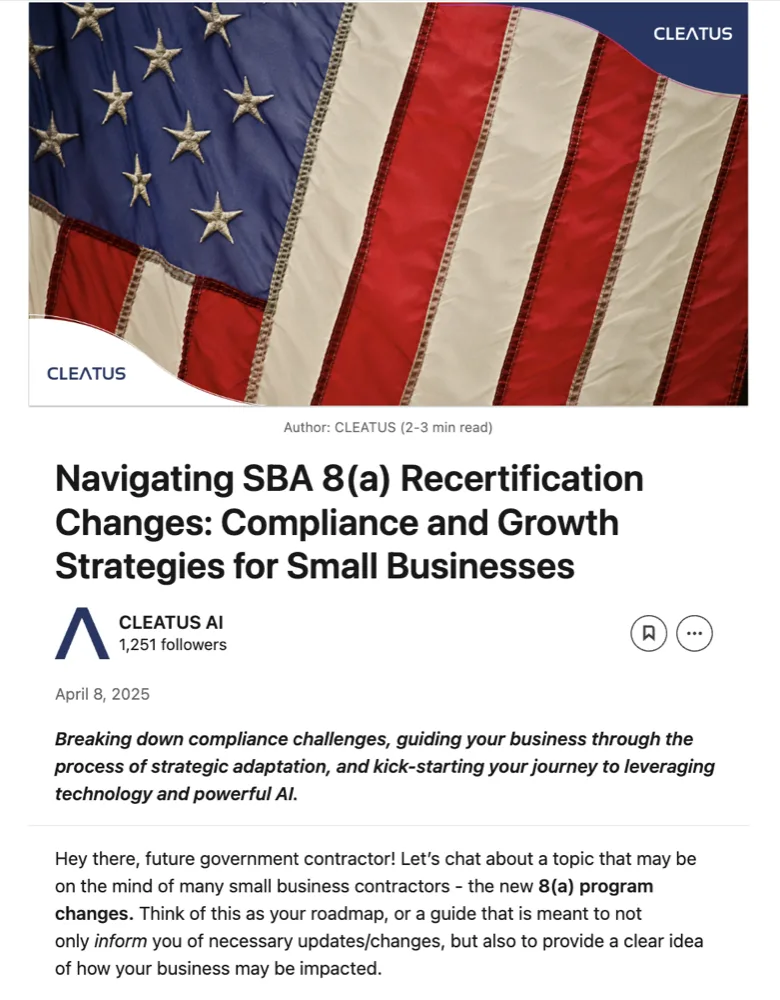 CLEATUS
CLEATUS
Author: CLEATUS (2-3 min read)
Navigating SBA 8(a) Recertification
Changes: Compliance and Growth
Strategies for Small Businesses
CLEATUS AI
1,251 followers
April 8, 2025
Breaking down compliance challenges, guiding your business through the
process of strategic adaptation, and kick-starting your journey to leveraging
technology and powerful AI.
Hey there, future government contractor! Let’s chat about a topic that may be
on the mind of many small business contractors - the new 8(a) program
changes. Think of this as your roadmap, or a guide that is meant to not
only inform you of necessary updates/changes, but also to provide a clear idea
of how your business may be impacted.